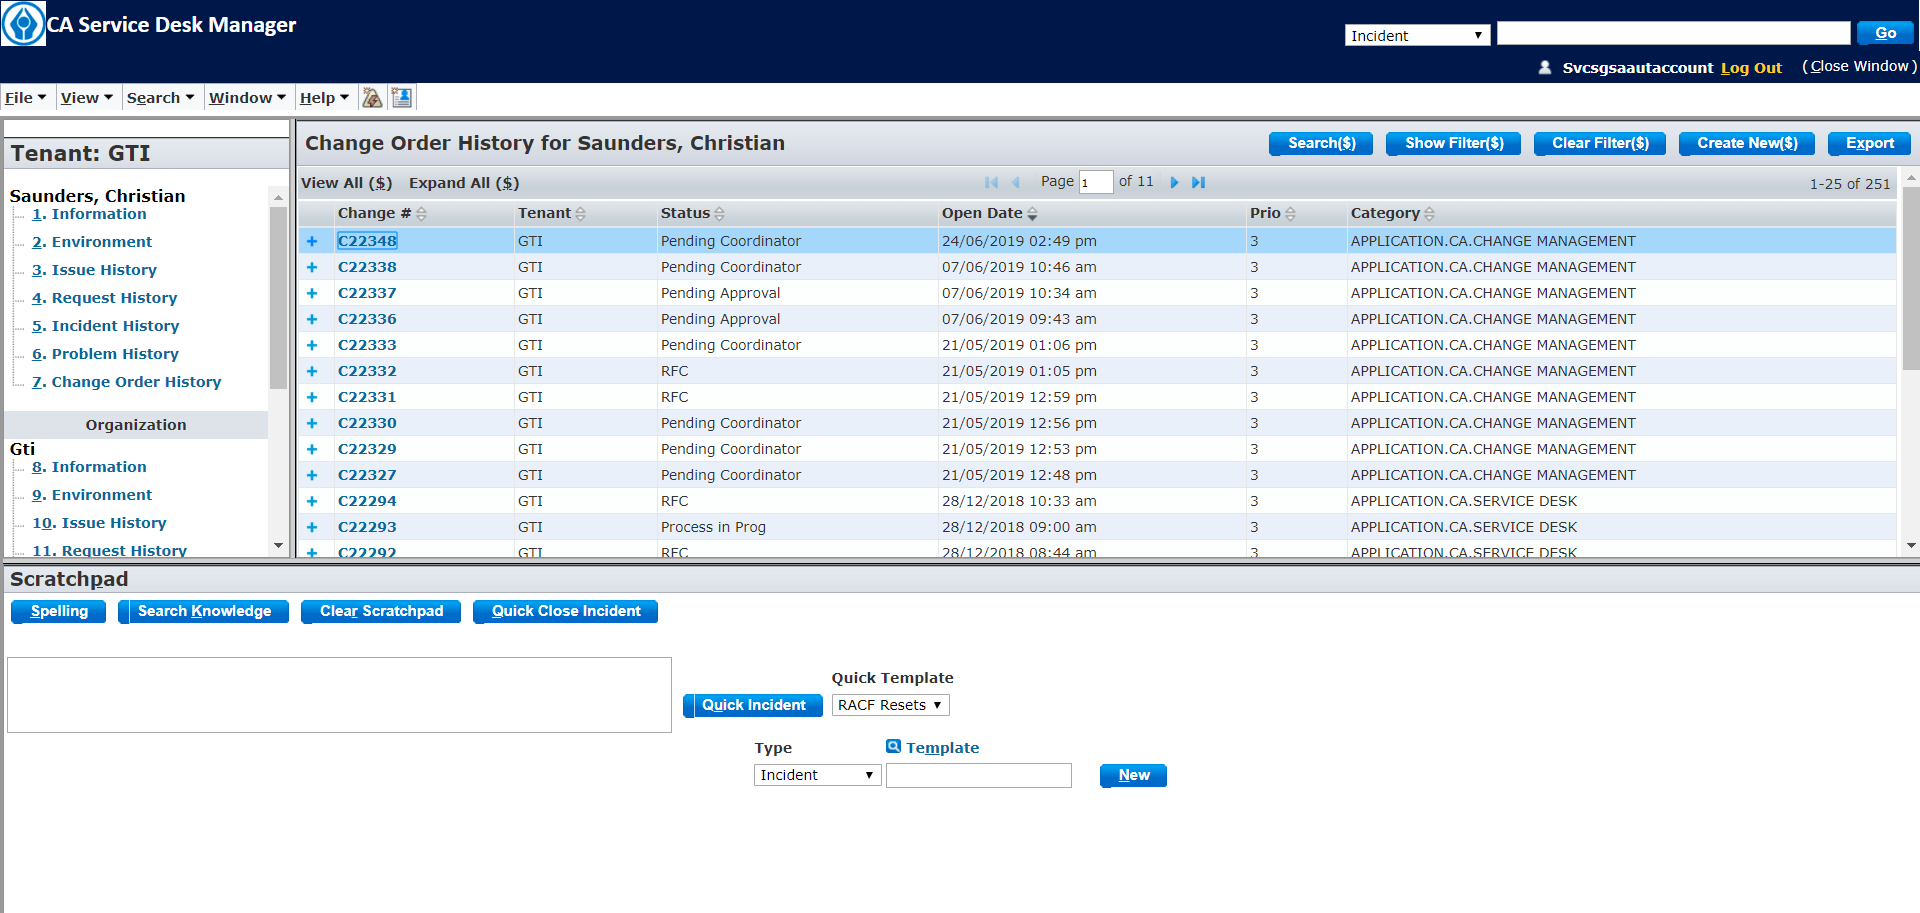 CA Service Desk Manager
Incident
Go
Svcsgsaautaccount Log Out (Close Window)
File View Search Window Help
Tenant: GTI
Saunders, Christian
1. Information
2. Environment
3. Issue History
4. Request History
5. Incident History
6. Problem History
7. Change Order History
Organization
Gti
8. Information
9. Environment
10. Issue History
11. Request History
Change Order History for Saunders, Christian
Search($) Show Filter($) Clear Filter($) Create New($) Export
View All ($) Expand All ($) Page 1 of 11 1-25 of 251
Change # Tenant Status Open Date Prio Category
C22348 GTI Pending Coordinator 24/06/2019 02:49 pm 3 APPLICATION.CA.CHANGE MANAGEMENT
C22338 GTI Pending Coordinator 07/06/2019 10:46 am 3 APPLICATION.CA.CHANGE MANAGEMENT
C22337 GTI Pending Approval 07/06/2019 10:34 am 3 APPLICATION.CA.CHANGE MANAGEMENT
C22336 GTI Pending Approval 07/06/2019 09:43 am 3 APPLICATION.CA.CHANGE MANAGEMENT
C22333 GTI Pending Coordinator 21/05/2019 01:06 pm 3 APPLICATION.CA.CHANGE MANAGEMENT
C22332 GTI RFC 21/05/2019 01:05 pm 3 APPLICATION.CA.CHANGE MANAGEMENT
C22331 GTI RFC 21/05/2019 12:59 pm 3 APPLICATION.CA.CHANGE MANAGEMENT
C22330 GTI Pending Coordinator 21/05/2019 12:56 pm 3 APPLICATION.CA.CHANGE MANAGEMENT
C22329 GTI Pending Coordinator 21/05/2019 12:53 pm 3 APPLICATION.CA.CHANGE MANAGEMENT
C22327 GTI Pending Coordinator 21/05/2019 12:48 pm 3 APPLICATION.CA.CHANGE MANAGEMENT
C22294 GTI RFC 28/12/2018 10:33 am 3 APPLICATION.CA.SERVICE DESK
C22293 GTI Process in Prog 28/12/2018 09:00 am 3 APPLICATION.CA.SERVICE DESK
C22292 GTI RFC 28/12/2018 08:44 am 3 APPLICATION.CA.SERVICE DESK
Scratchpad
Spelling Search Knowledge Clear Scratchpad Quick Close Incident
Quick Template
Quick Incident RACF Resets
Type Template
Incident New